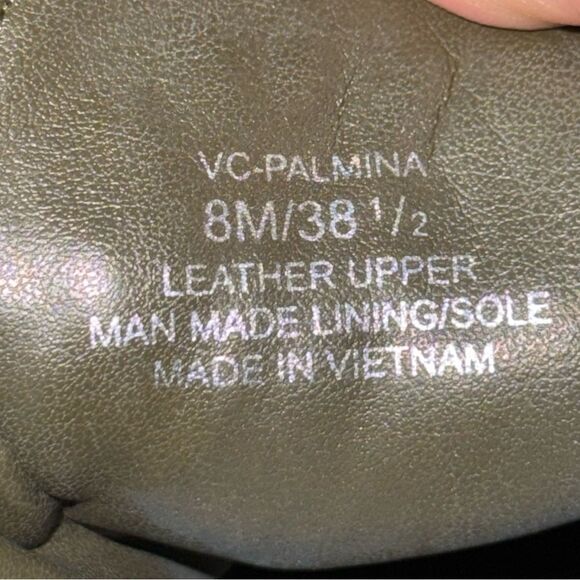 VC-PALMINA
8M/38 1/2
LEATHER UPPER
MAN MADE LINING/SOLE
MADE IN VIETNAM